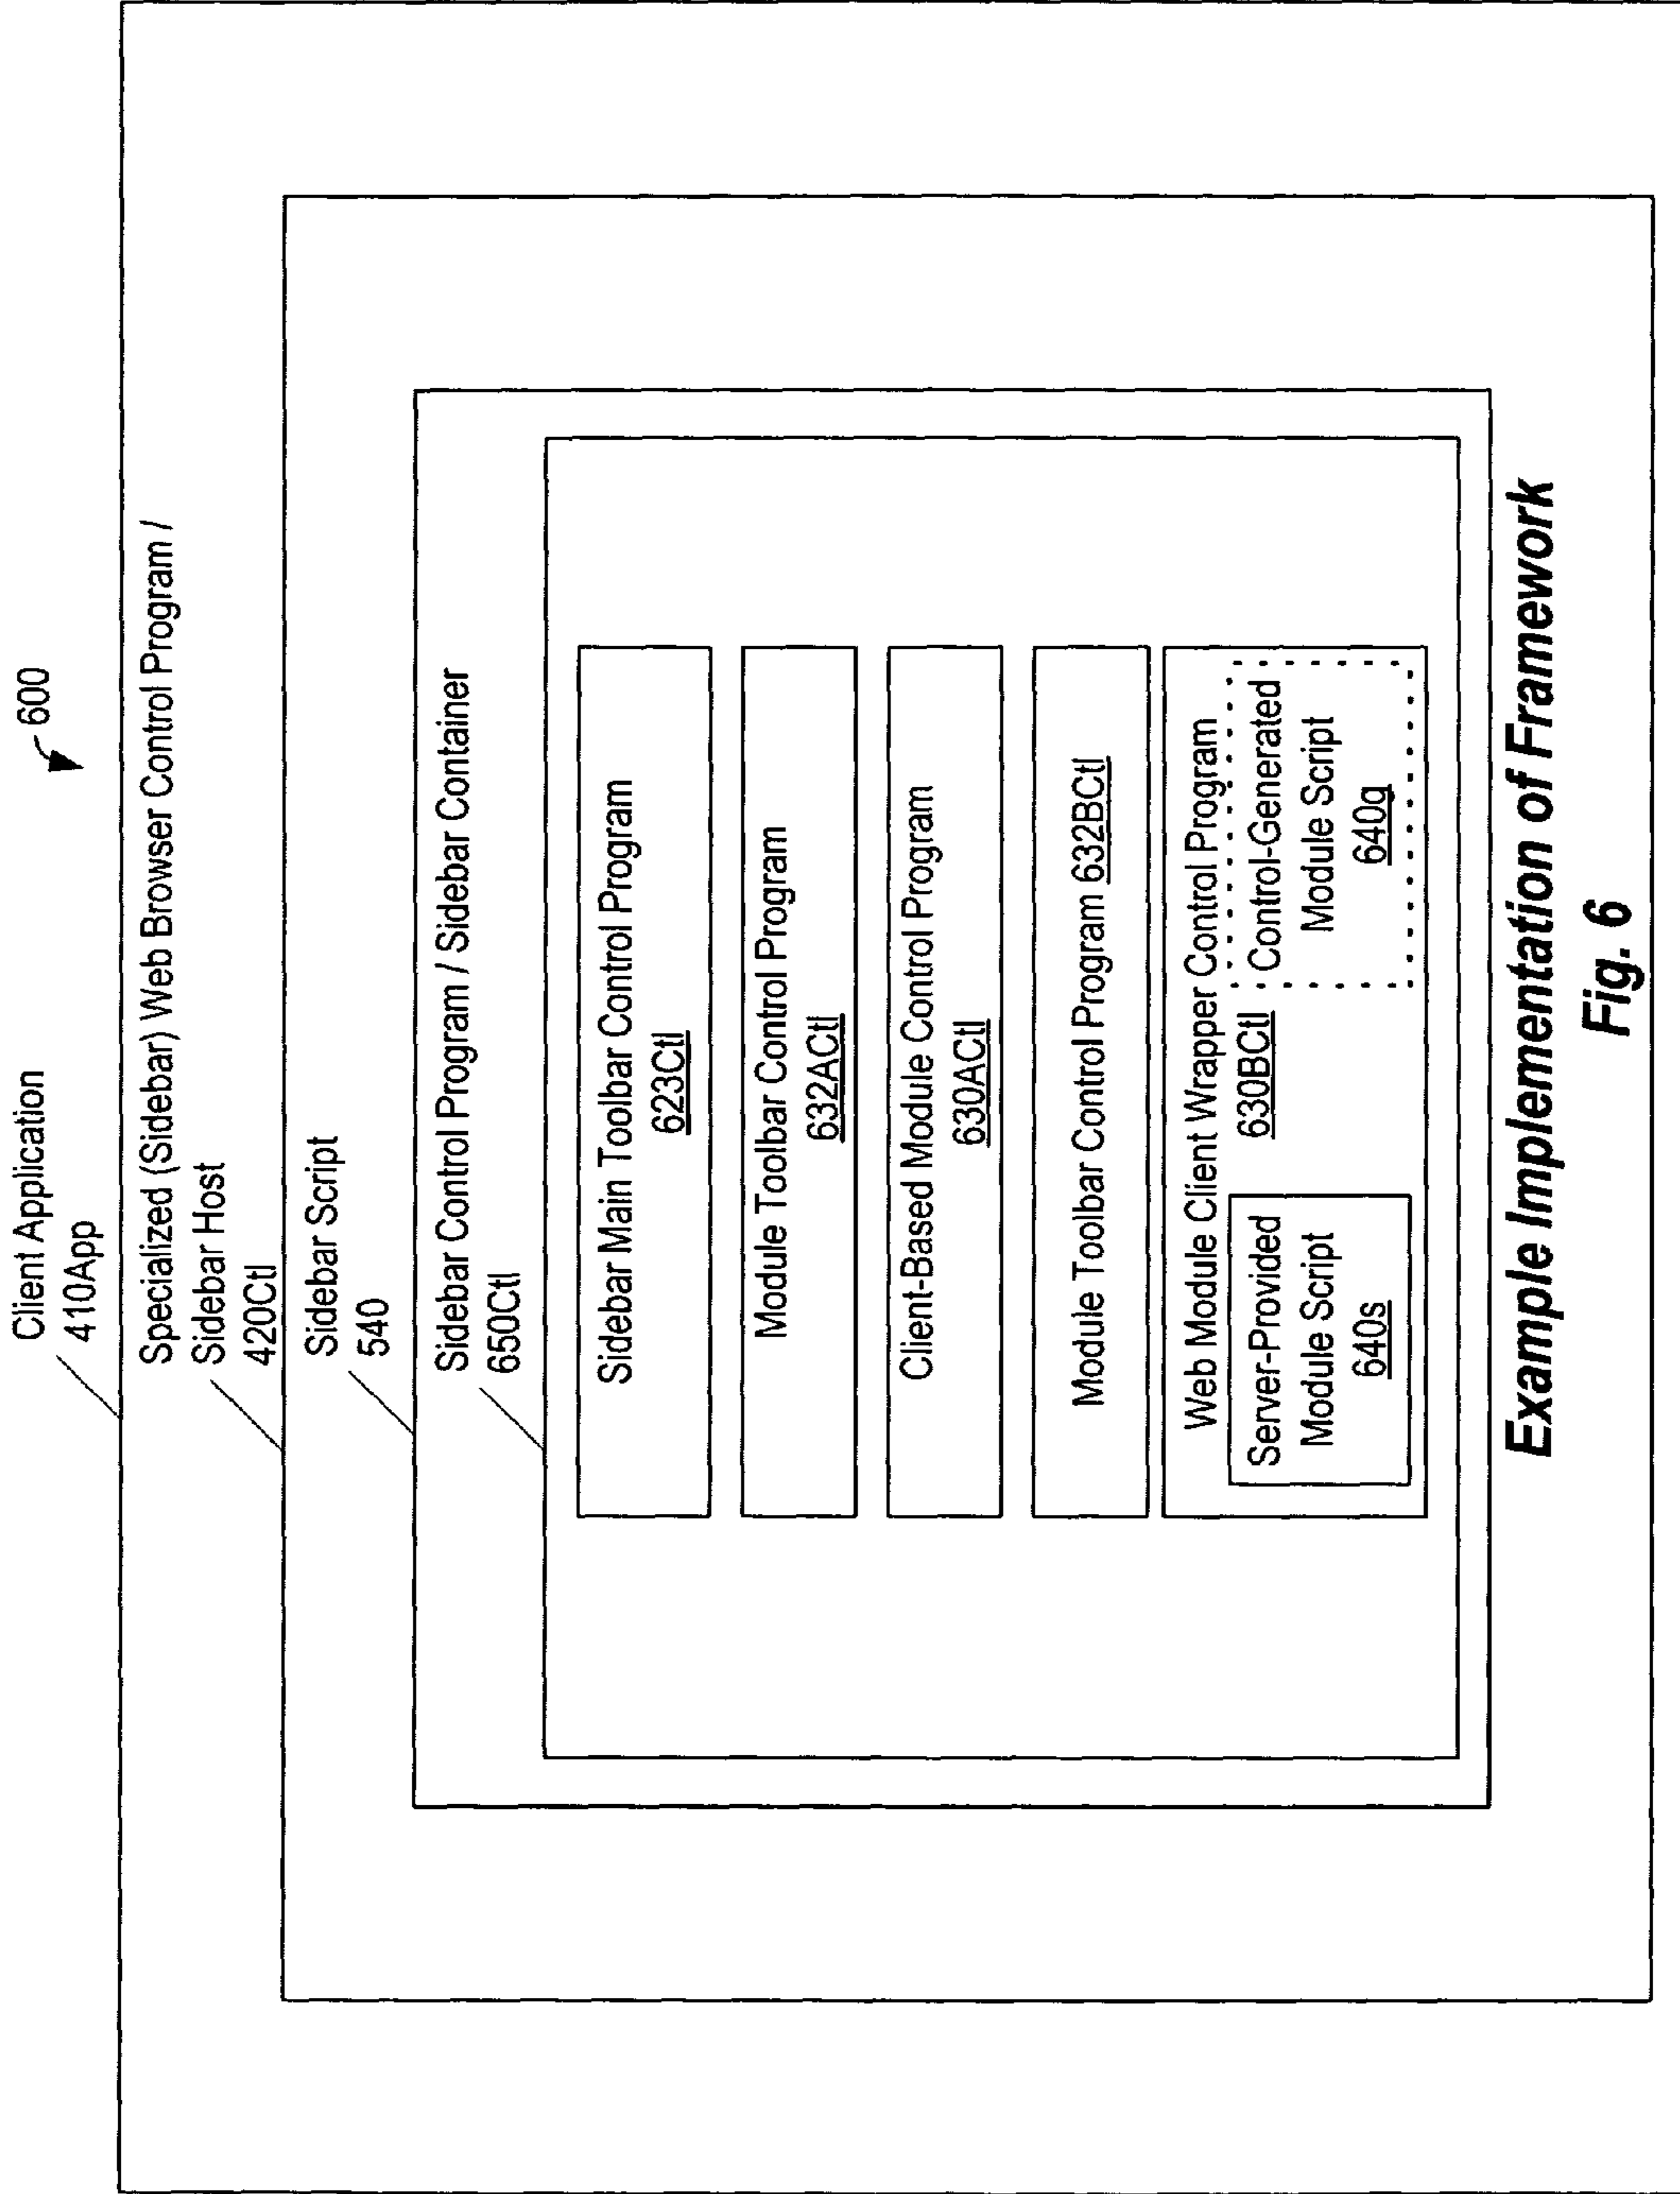 Client Application
410App
600
Specialized (Sidebar) Web Browser Control Program /
Sidebar Host
420Ctl
Sidebar Script
540
Sidebar Control Program / Sidebar Container
650Ctl
Sidebar Main Toolbar Control Program
623Ctl
Module Toolbar Control Program
632ACtl
Client-Based Module Control Program
630ACtl
Module Toolbar Control Program 632BCtl
Web Module Client Wrapper Control Program
630BCtl
Server-Provided
Module Script
640s
Control-Generated
Module Script
640g
Example Implementation of Framework
Fig. 6